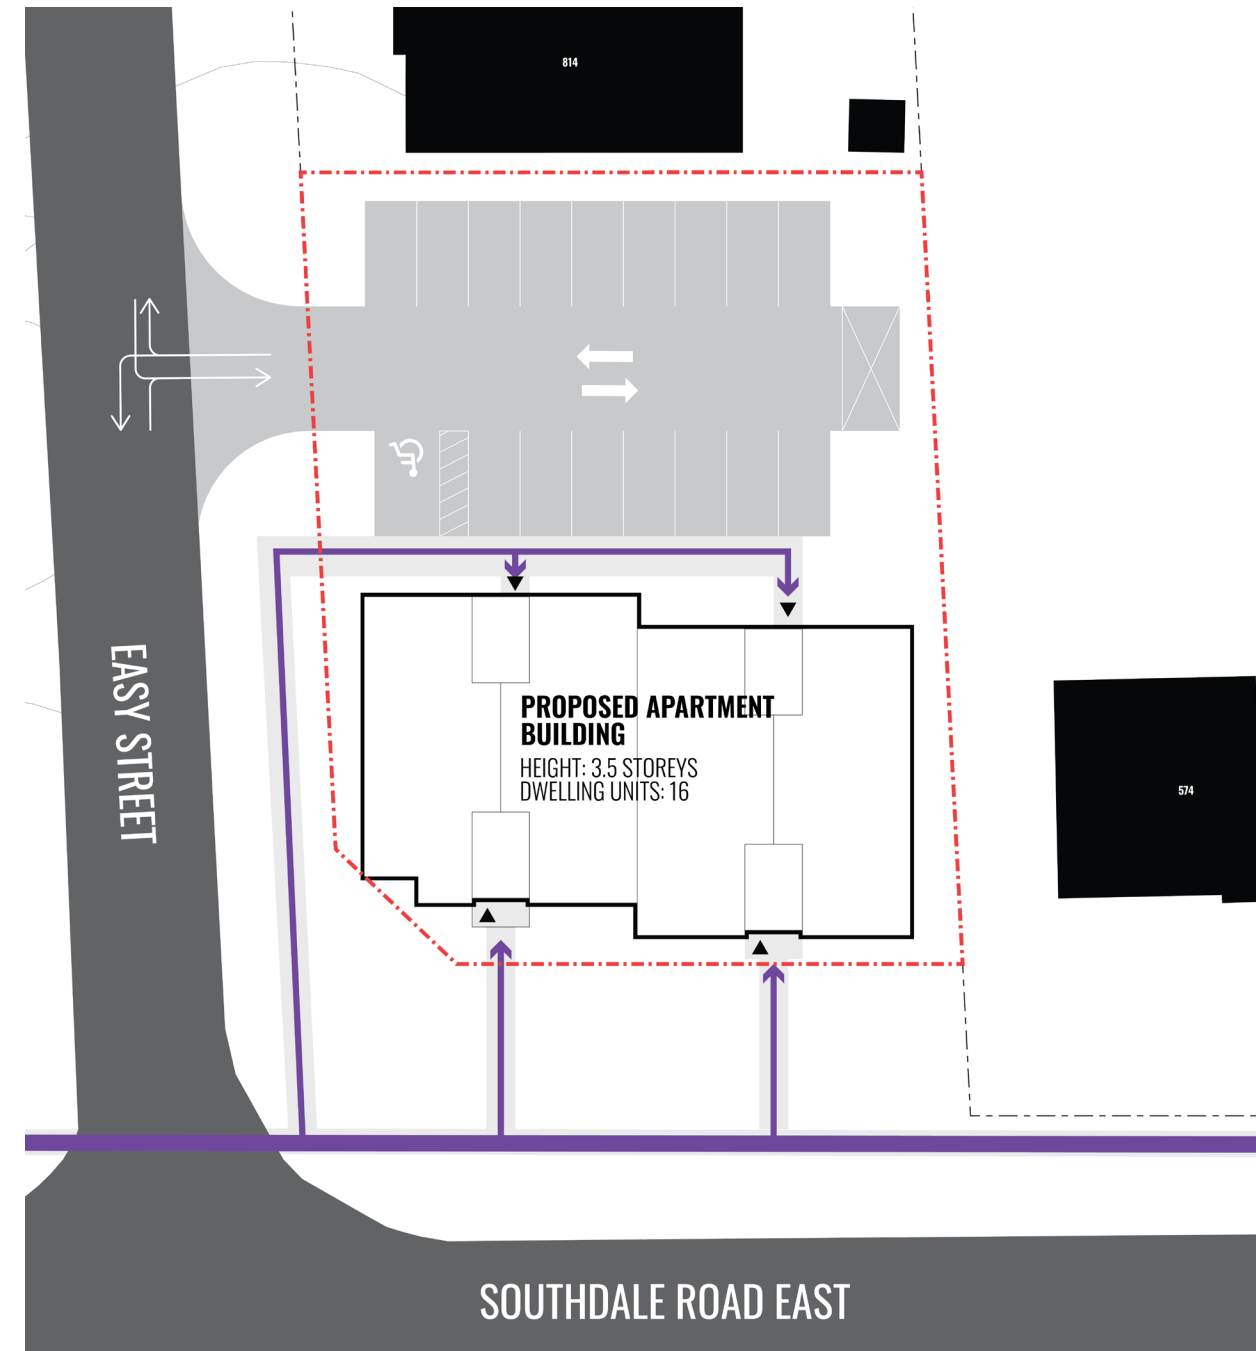 814
EASY STREET
PROPOSED APARTMENT
BUILDING
HEIGHT: 3.5 STOREYS
DWELLING UNITS: 16
574
SOUTHDALE ROAD EAST